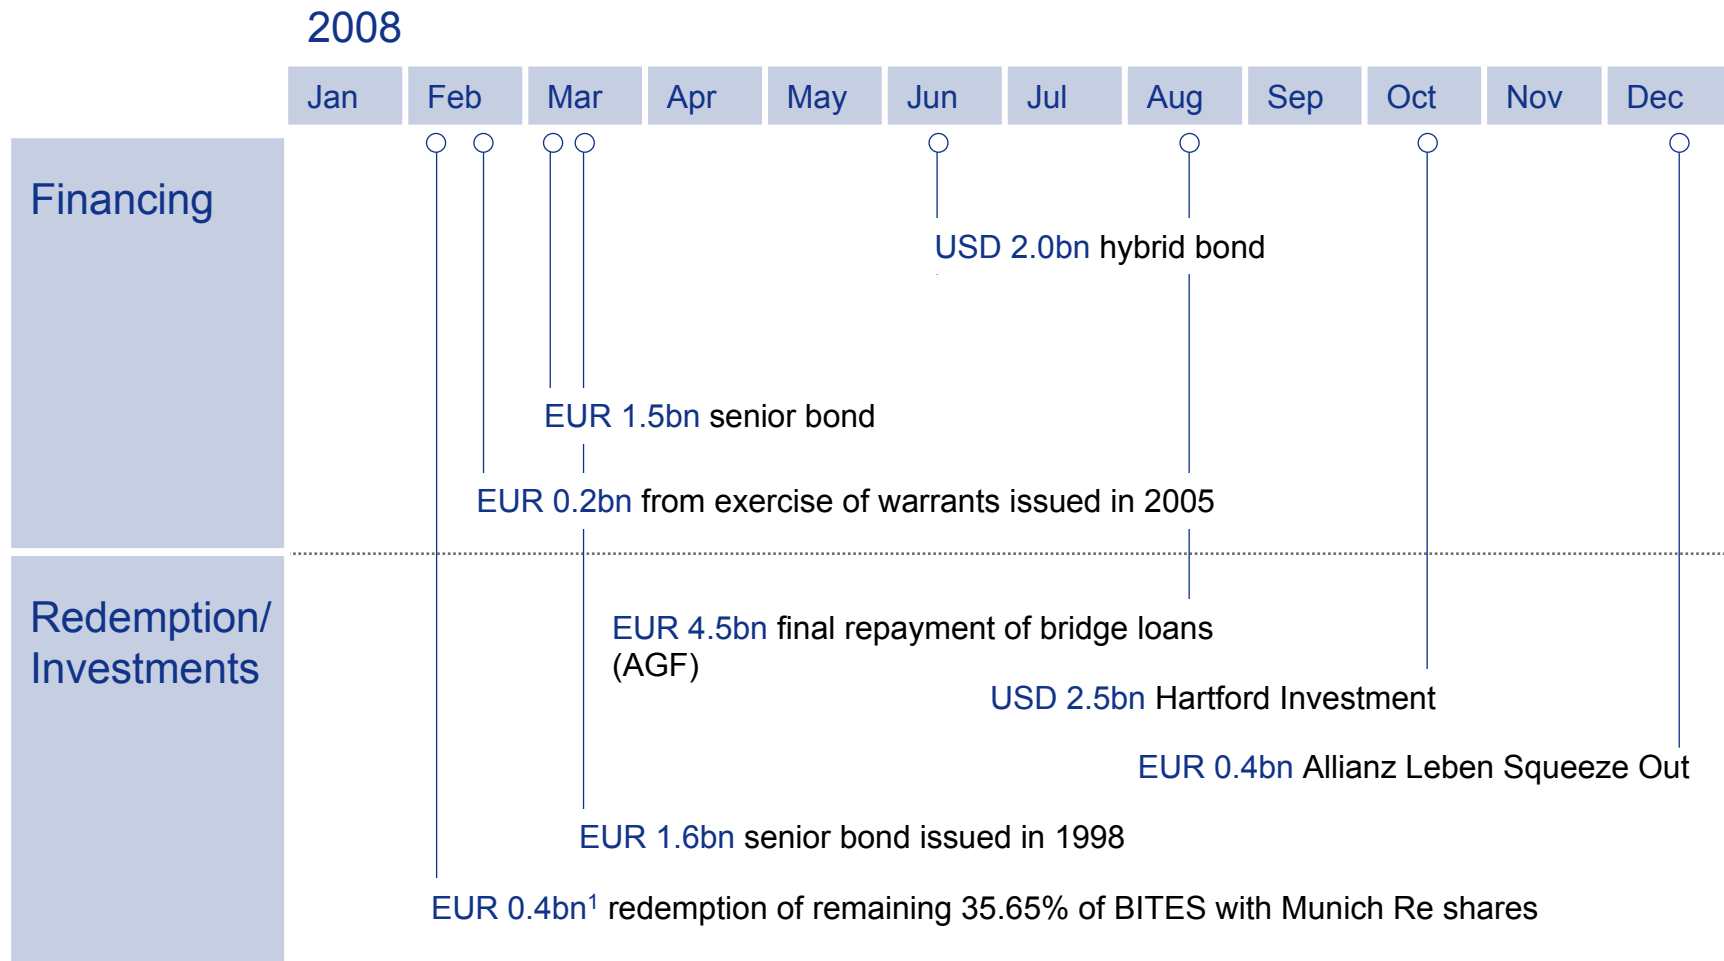 2008
Jan Feb Mar Apr May Jun Jul Aug Sep Oct Nov Dec
Financing
USD 2.0bn hybrid bond
EUR 1.5bn senior bond
EUR 0.2bn from exercise of warrants issued in 2005
Redemption/
Investments
EUR 4.5bn final repayment of bridge loans
(AGF)
USD 2.5bn Hartford Investment
EUR 0.4bn Allianz Leben Squeeze Out
EUR 1.6bn senior bond issued in 1998
EUR 0.4bn¹ redemption of remaining 35.65% of BITES with Munich Re shares